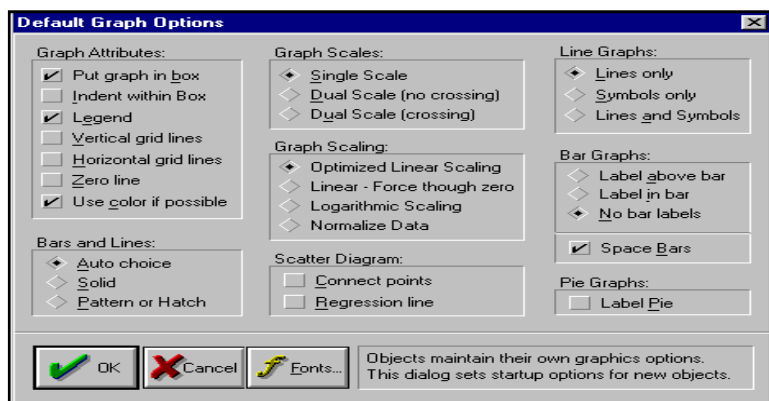 Default Graph Options
Graph Attributes:
Put graph in box
Indent within Box
Legend
Vertical grid lines
Horizontal grid lines
Zero line
Use color if possible
Bars and Lines:
Auto choice
Solid
Pattern or Hatch
Graph Scales:
Single Scale
Dual Scale (no crossing)
Dual Scale (crossing)
Graph Scaling:
Optimized Linear Scaling
Linear - Force though zero
Logarithmic Scaling
Normalize Data
Scatter Diagram:
Connect points
Regression line
Line Graphs:
Lines only
Symbols only
Lines and Symbols
Bar Graphs:
Label above bar
Label in bar
No bar labels
Space Bars
Pie Graphs:
Label Pie
OK
Cancel
Fonts...
Objects maintain their own graphics options.
This dialog sets startup options for new objects.